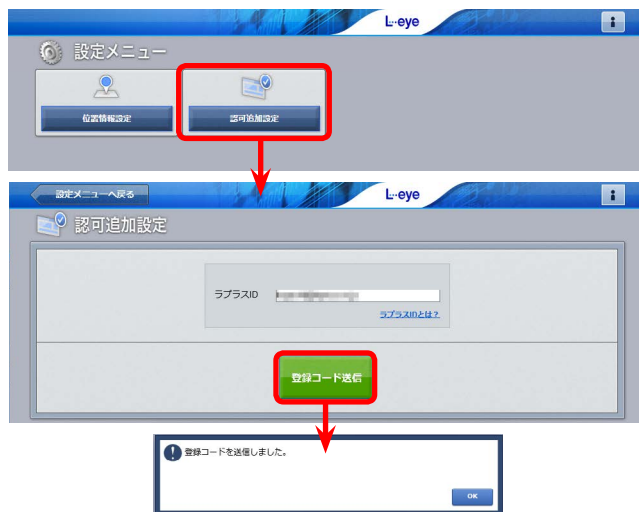 L・eye
設定メニュー
位置情報設定
認可追加設定
設定メニューへ戻る
L・eye
認可追加設定
ラプラスID
ラプラスIDとは？
登録コード送信
登録コードを送信しました。
OK